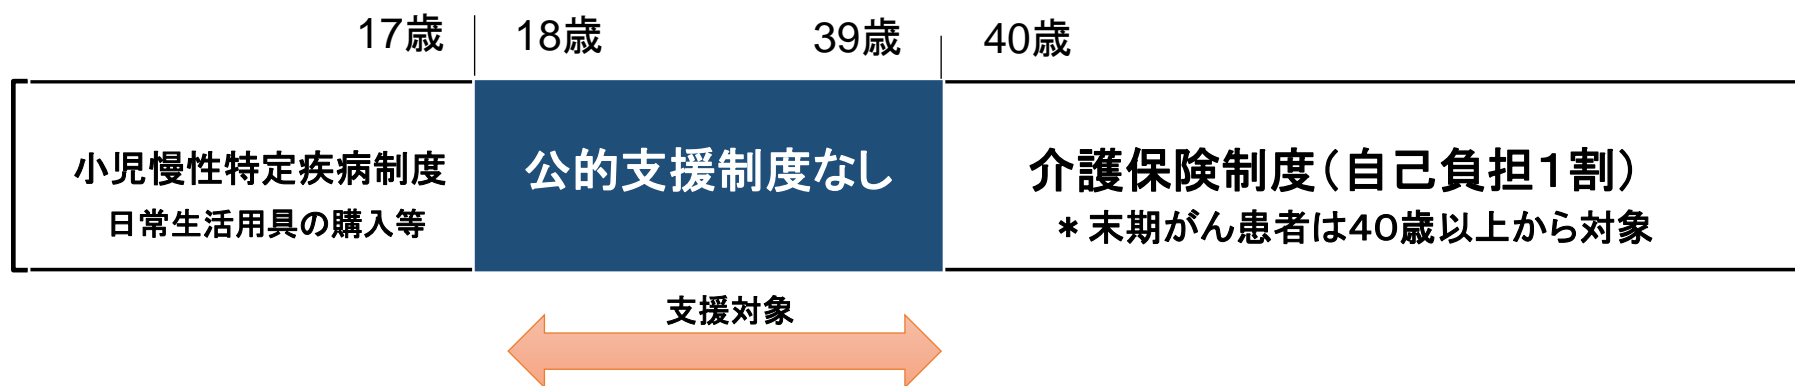 17歳 18歳 39歳 40歳
小児慢性特定疾病制度
日常生活用具の購入等
公的支援制度なし
介護保険制度（自己負担１割）
＊末期がん患者は４０歳以上から対象
支援対象